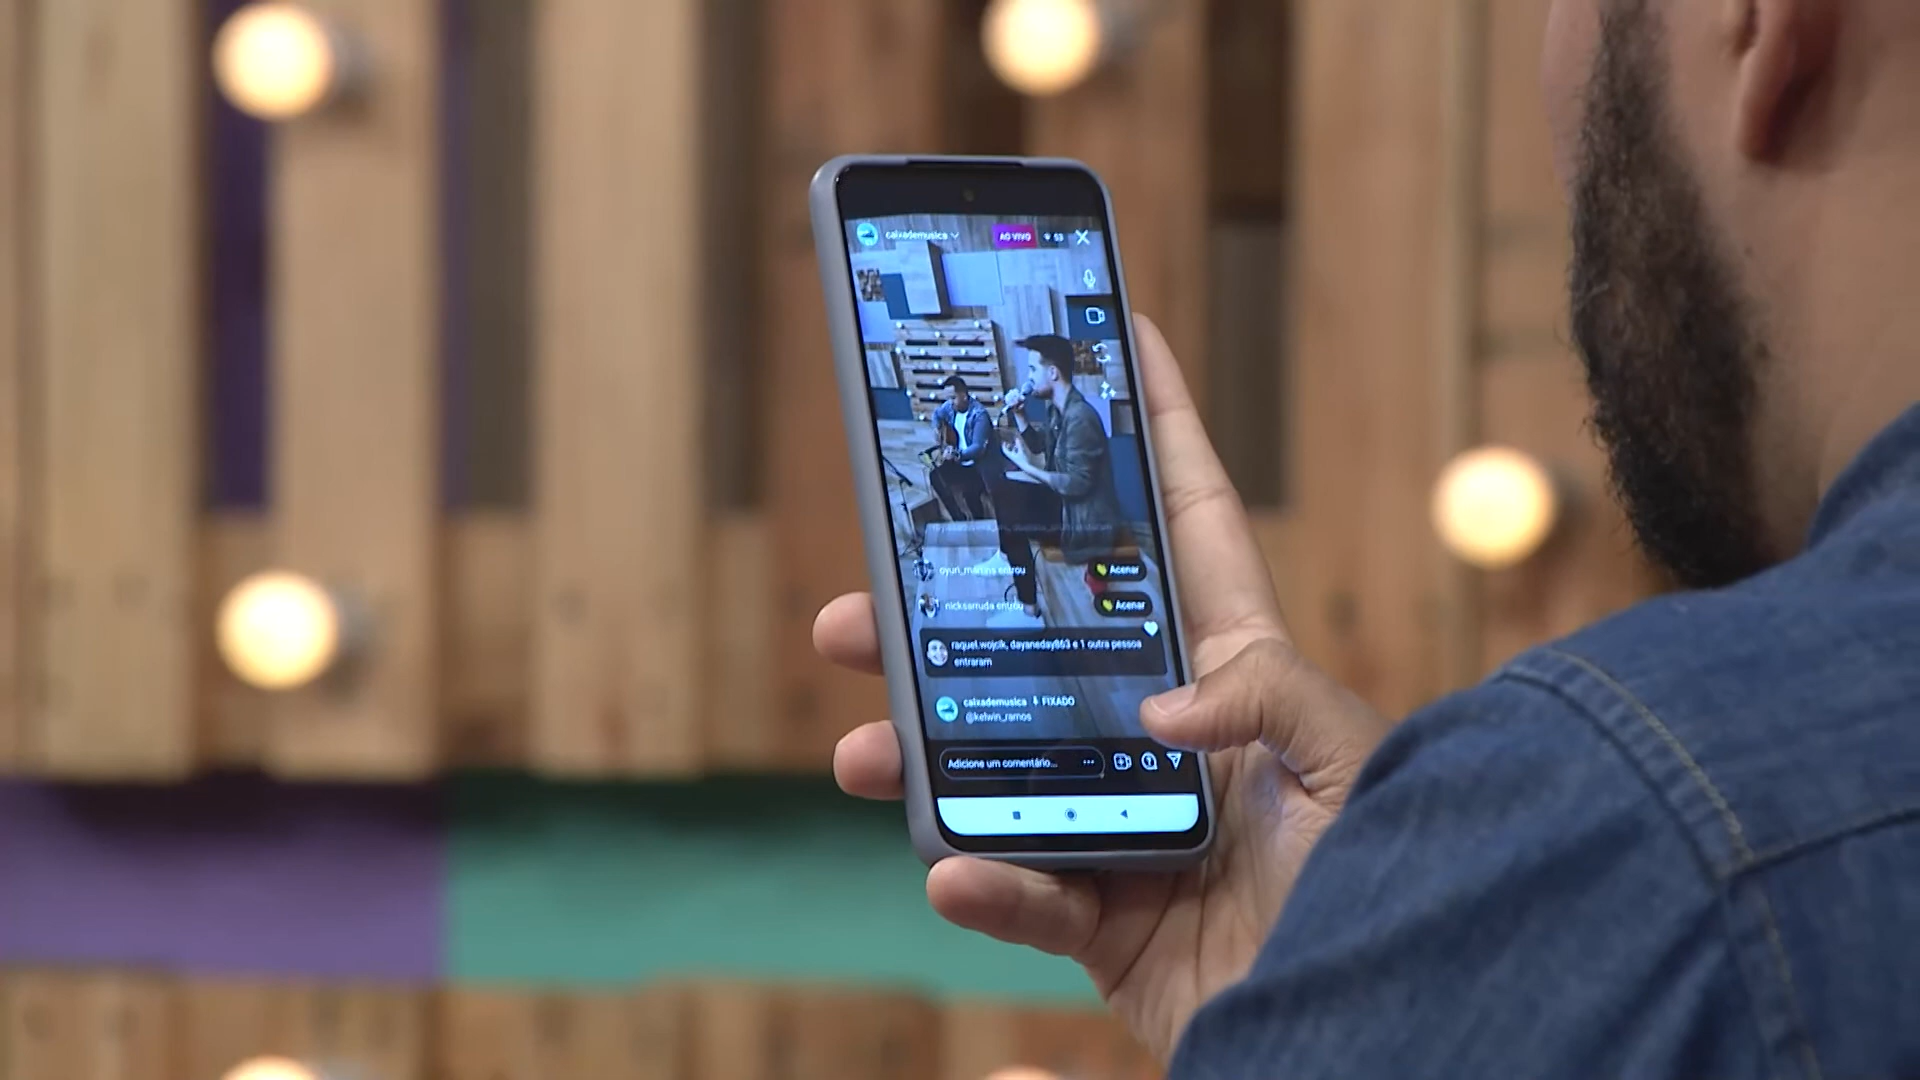 caixademusica
AO VIVO
53
oyuri_martins entrou
Acenar
nickarruda entrou
Acenar
raquel.wojcik, dayaneday863 e 1 outra pessoa
entraram
caixademusica FIXADO
@kelwin_ramos
Adicione um comentário...